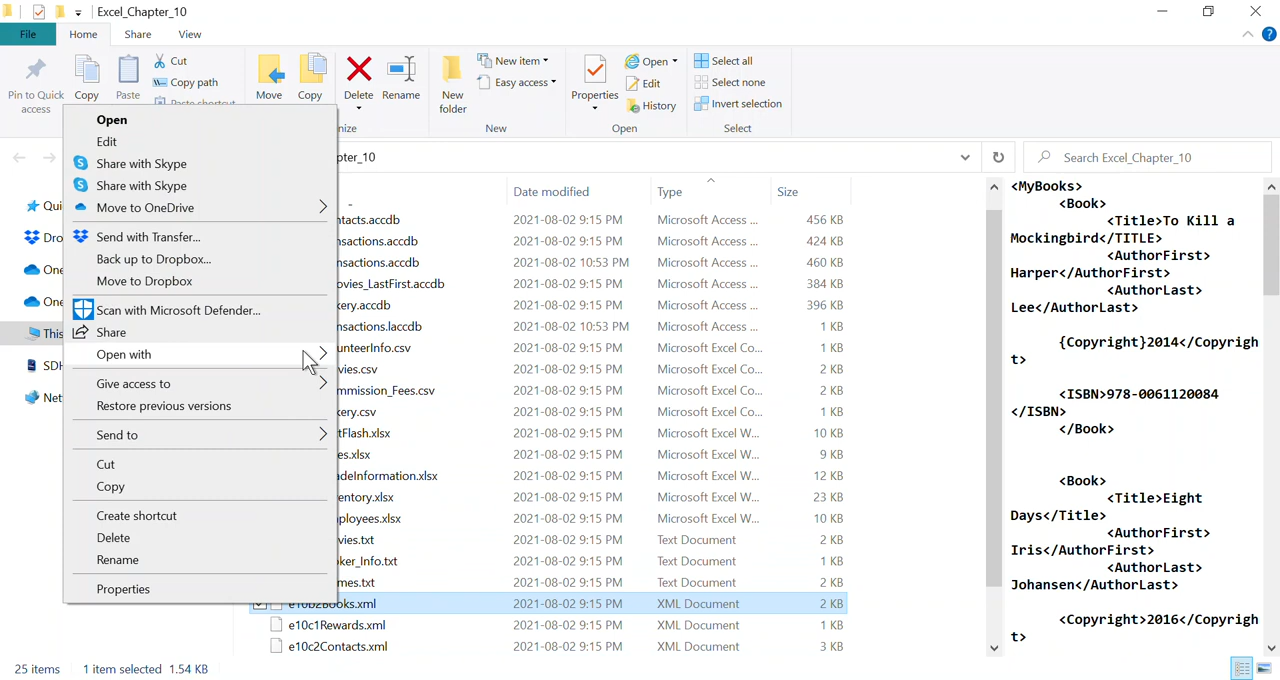 Excel_Chapter_10
File Home Share View
Pin to Quick access
Copy
Paste
Cut
Copy path
Paste shortcut
Move
Copy
Delete
Rename
nize
New folder
New item
Easy access
New
Properties
Open
Edit
History
Open
Select all
Select none
Invert selection
Select
pter_10
Search Excel_Chapter_10
Open
Edit
Share with Skype
Share with Skype
Move to OneDrive
Send with Transfer...
Back up to Dropbox...
Move to Dropbox
Scan with Microsoft Defender...
Share
Open with
Give access to
Restore previous versions
Send to
Cut
Copy
Create shortcut
Delete
Rename
Properties
Qui
Dro
One
One
This
SDH
Net
Date modified Type Size
ntacts.accdb 2021-08-02 9:15 PM Microsoft Access ... 456 KB
nsactions.accdb 2021-08-02 9:15 PM Microsoft Access ... 424 KB
nsactions.accdb 2021-08-02 10:53 PM Microsoft Access ... 460 KB
ovies_LastFirst.accdb 2021-08-02 9:15 PM Microsoft Access ... 384 KB
kery.accdb 2021-08-02 9:15 PM Microsoft Access ... 396 KB
nsactions.laccdb 2021-08-02 10:53 PM Microsoft Access ... 1 KB
unteerInfo.csv 2021-08-02 9:15 PM Microsoft Excel Co... 1 KB
vies.csv 2021-08-02 9:15 PM Microsoft Excel Co... 2 KB
mmission_Fees.csv 2021-08-02 9:15 PM Microsoft Excel Co... 2 KB
kery.csv 2021-08-02 9:15 PM Microsoft Excel Co... 1 KB
tFlash.xlsx 2021-08-02 9:15 PM Microsoft Excel W... 10 KB
es.xlsx 2021-08-02 9:15 PM Microsoft Excel W... 9 KB
adeInformation.xlsx 2021-08-02 9:15 PM Microsoft Excel W... 12 KB
entory.xlsx 2021-08-02 9:15 PM Microsoft Excel W... 23 KB
ployees.xlsx 2021-08-02 9:15 PM Microsoft Excel W... 10 KB
vies.txt 2021-08-02 9:15 PM Text Document 2 KB
ker_Info.txt 2021-08-02 9:15 PM Text Document 1 KB
mes.txt 2021-08-02 9:15 PM Text Document 2 KB
e10b2Books.xml 2021-08-02 9:15 PM XML Document 2 KB
e10c1Rewards.xml 2021-08-02 9:15 PM XML Document 1 KB
e10c2Contacts.xml 2021-08-02 9:15 PM XML Document 3 KB
<MyBooks>
<Book>
<Title>To Kill a
Mockingbird</TITLE>
<AuthorFirst>
Harper</AuthorFirst>
<AuthorLast>
Lee</AuthorLast>
{Copyright}2014</Copyrigh
t>
<ISBN>978-0061120084
</ISBN>
</Book>
<Book>
<Title>Eight
Days</Title>
<AuthorFirst>
Iris</AuthorFirst>
<AuthorLast>
Johansen</AuthorLast>
<Copyright>2016</Copyrigh
t>
25 items 1 item selected 1.54 KB